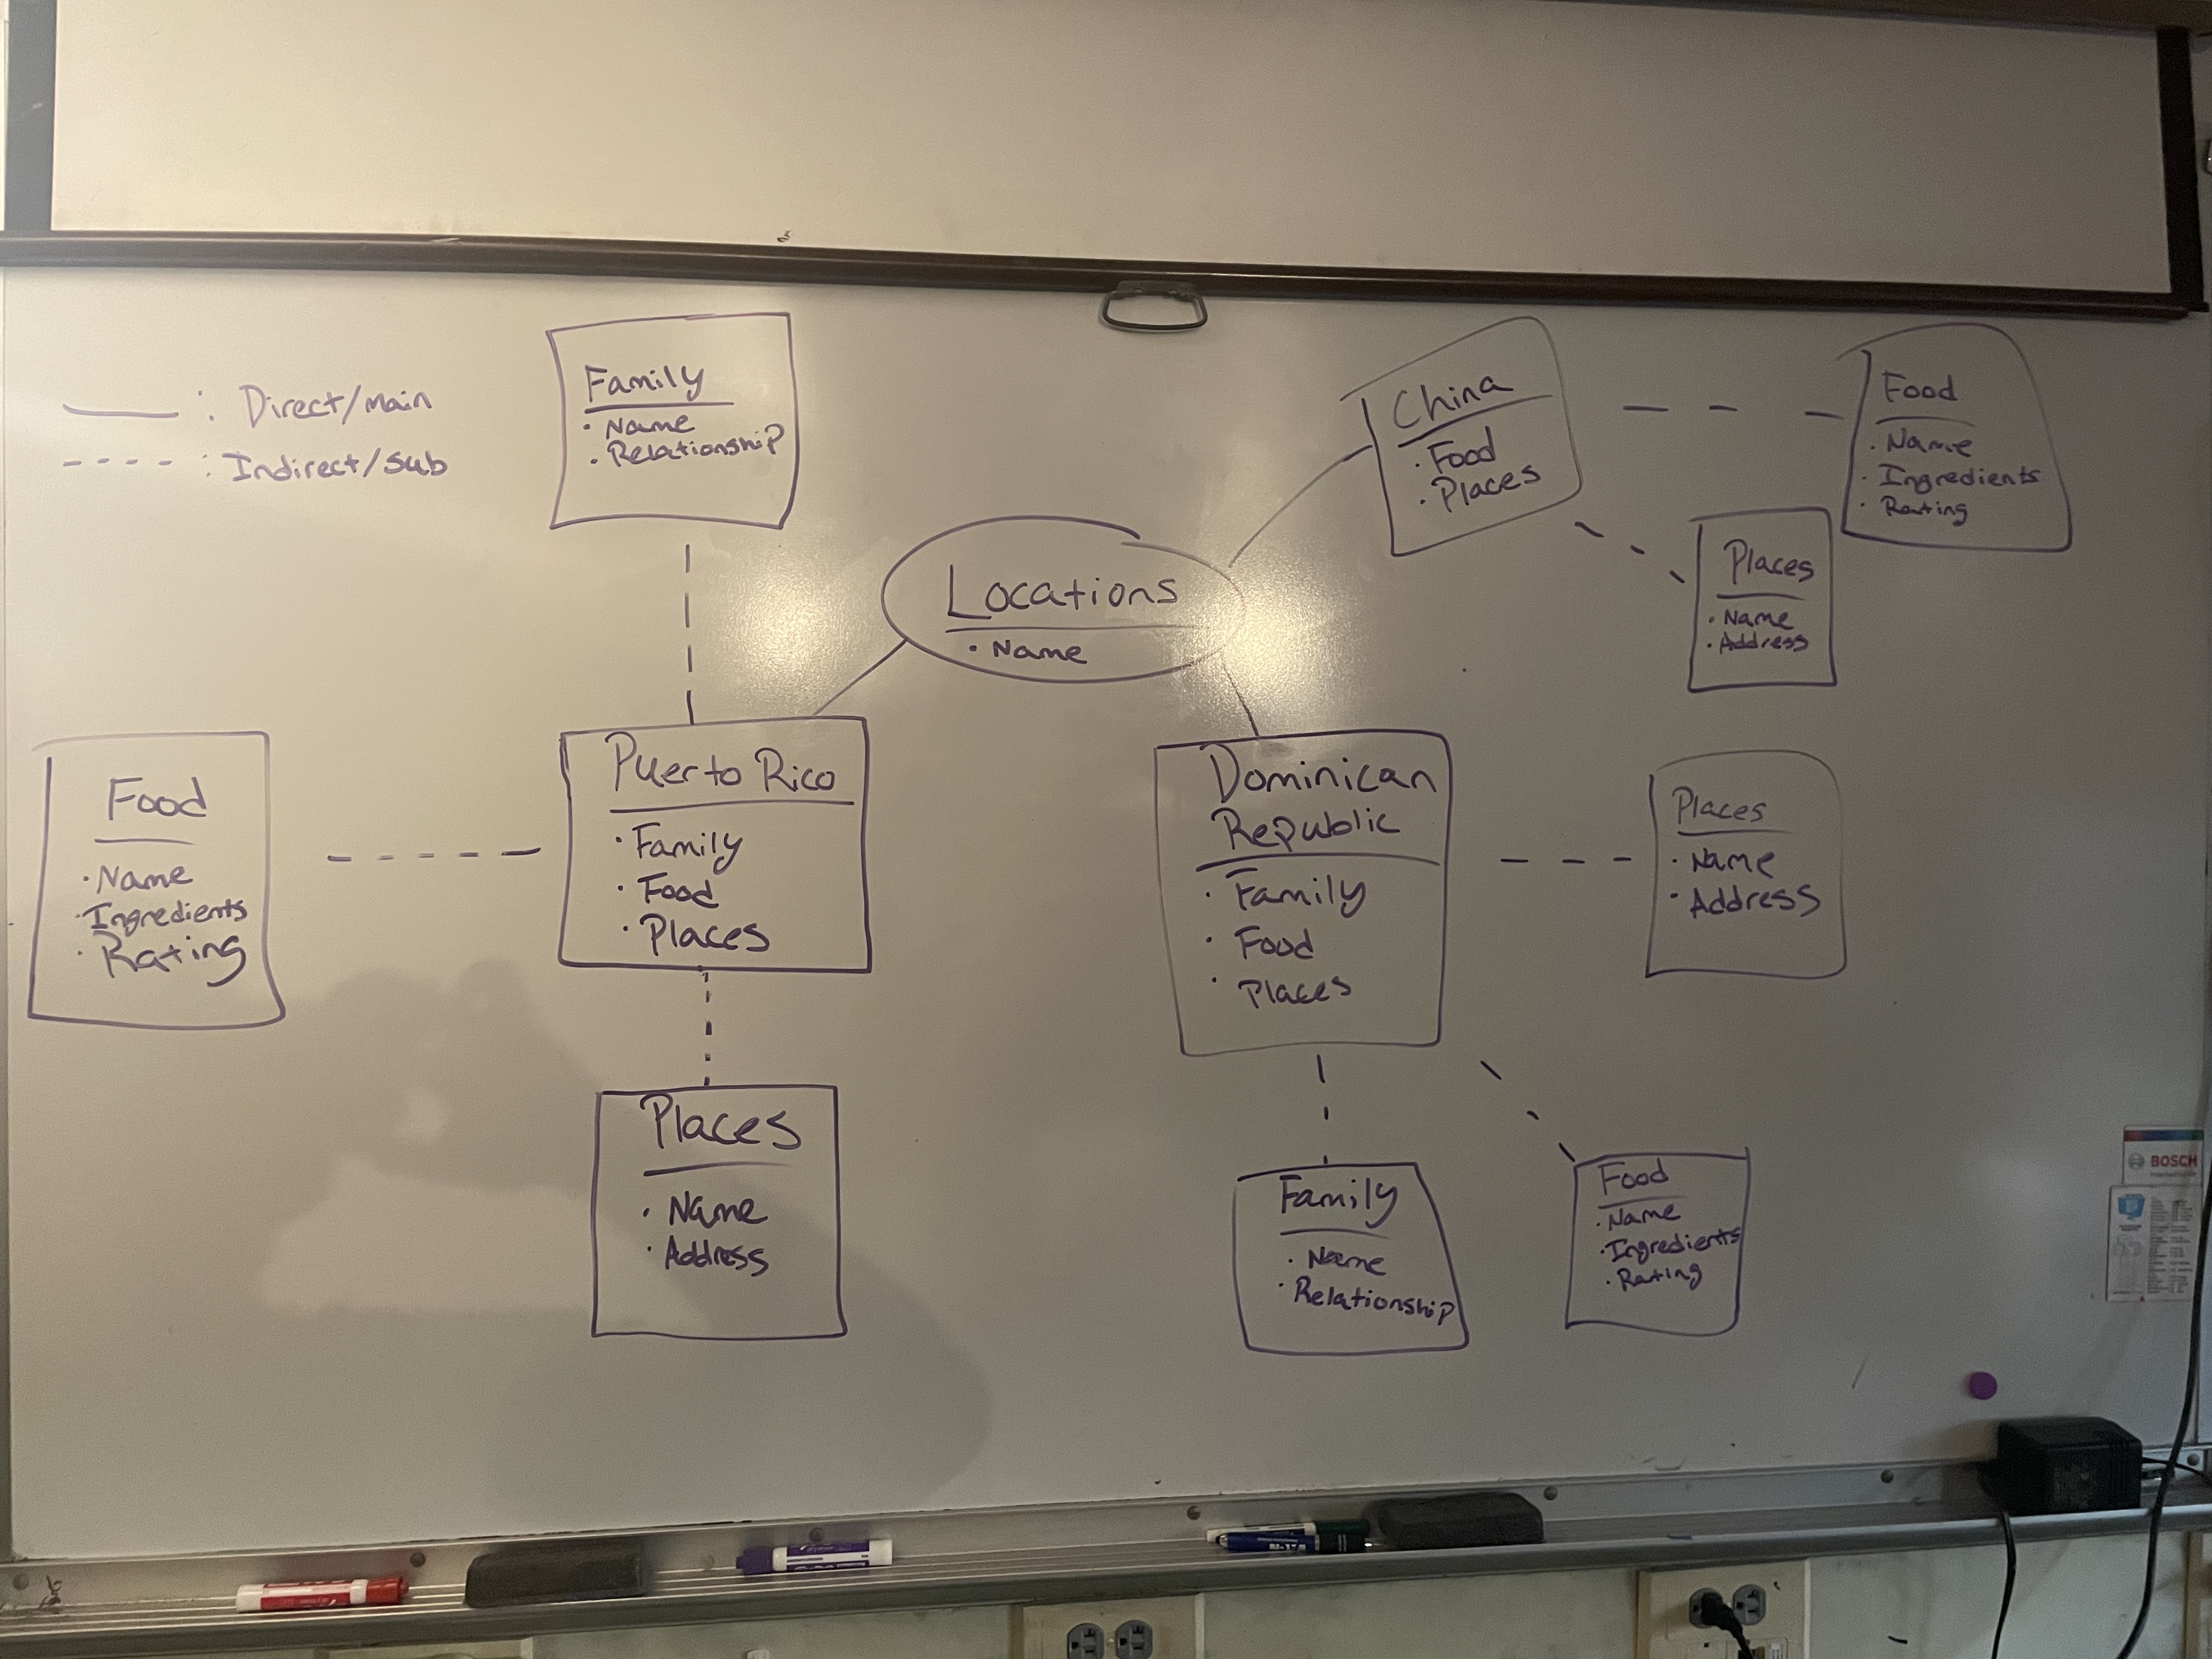 : Direct/main
: Indirect/sub
Family
· Name
· Relationship
China
· Food
· Places
Food
· Name
· Ingredients
· Rating
Locations
· Name
Places
· Name
· Address
Food
· Name
· Ingredients
· Rating
Puerto Rico
· Family
· Food
· Places
Dominican
Republic
· Family
· Food
· Places
Places
· Name
· Address
Places
· Name
· Address
Family
· Name
· Relationship
Food
· Name
· Ingredients
· Rating
BOSCH